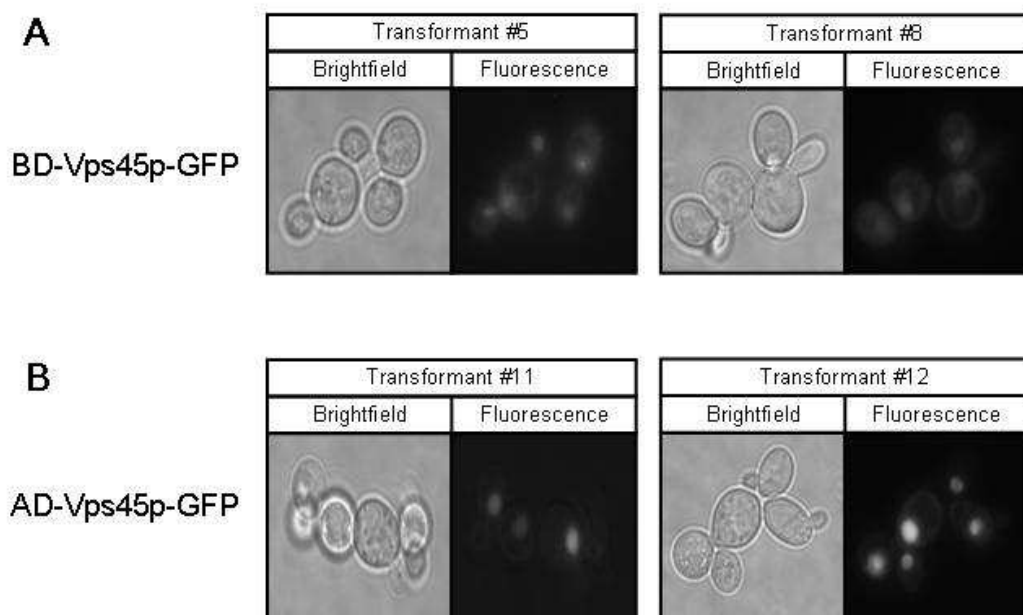 A
Transformant #5
Transformant #8
Brightfield
Fluorescence
Brightfield
Fluorescence
BD-Vps45p-GFP
B
Transformant #11
Transformant #12
Brightfield
Fluorescence
Brightfield
Fluorescence
AD-Vps45p-GFP